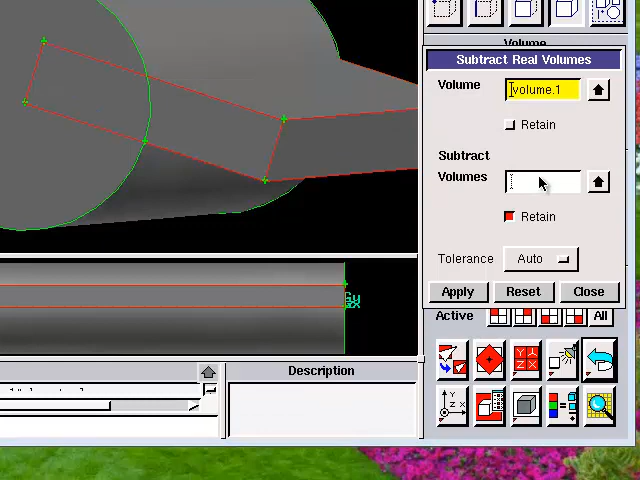 Volume
Subtract Real Volumes
Volume
volume.1
Retain
Subtract
Volumes
Retain
Tolerance
Auto
Apply
Reset
Close
Active
All
Description